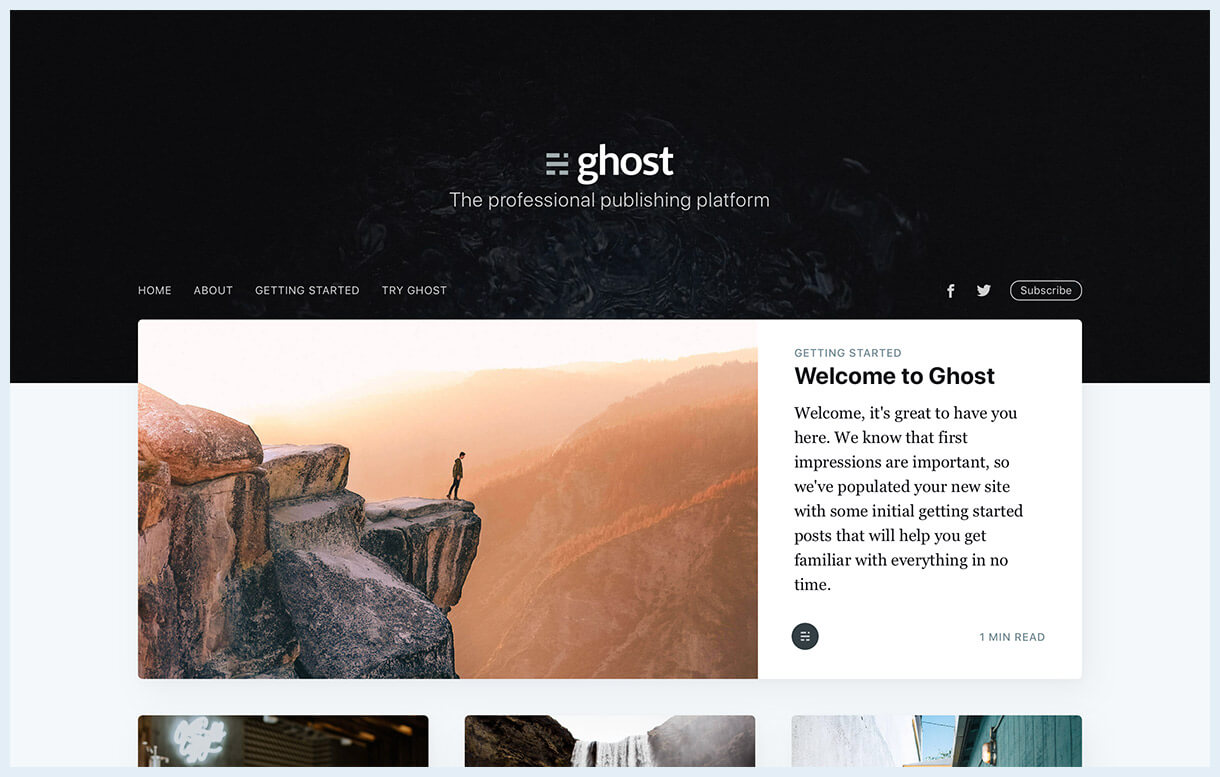 ghost
The professional publishing platform
HOME ABOUT GETTING STARTED TRY GHOST Subscribe
GETTING STARTED
Welcome to Ghost
Welcome, it's great to have you
here. We know that first
impressions are important, so
we've populated your new site
with some initial getting started
posts that will help you get
familiar with everything in no
time.
1 MIN READ